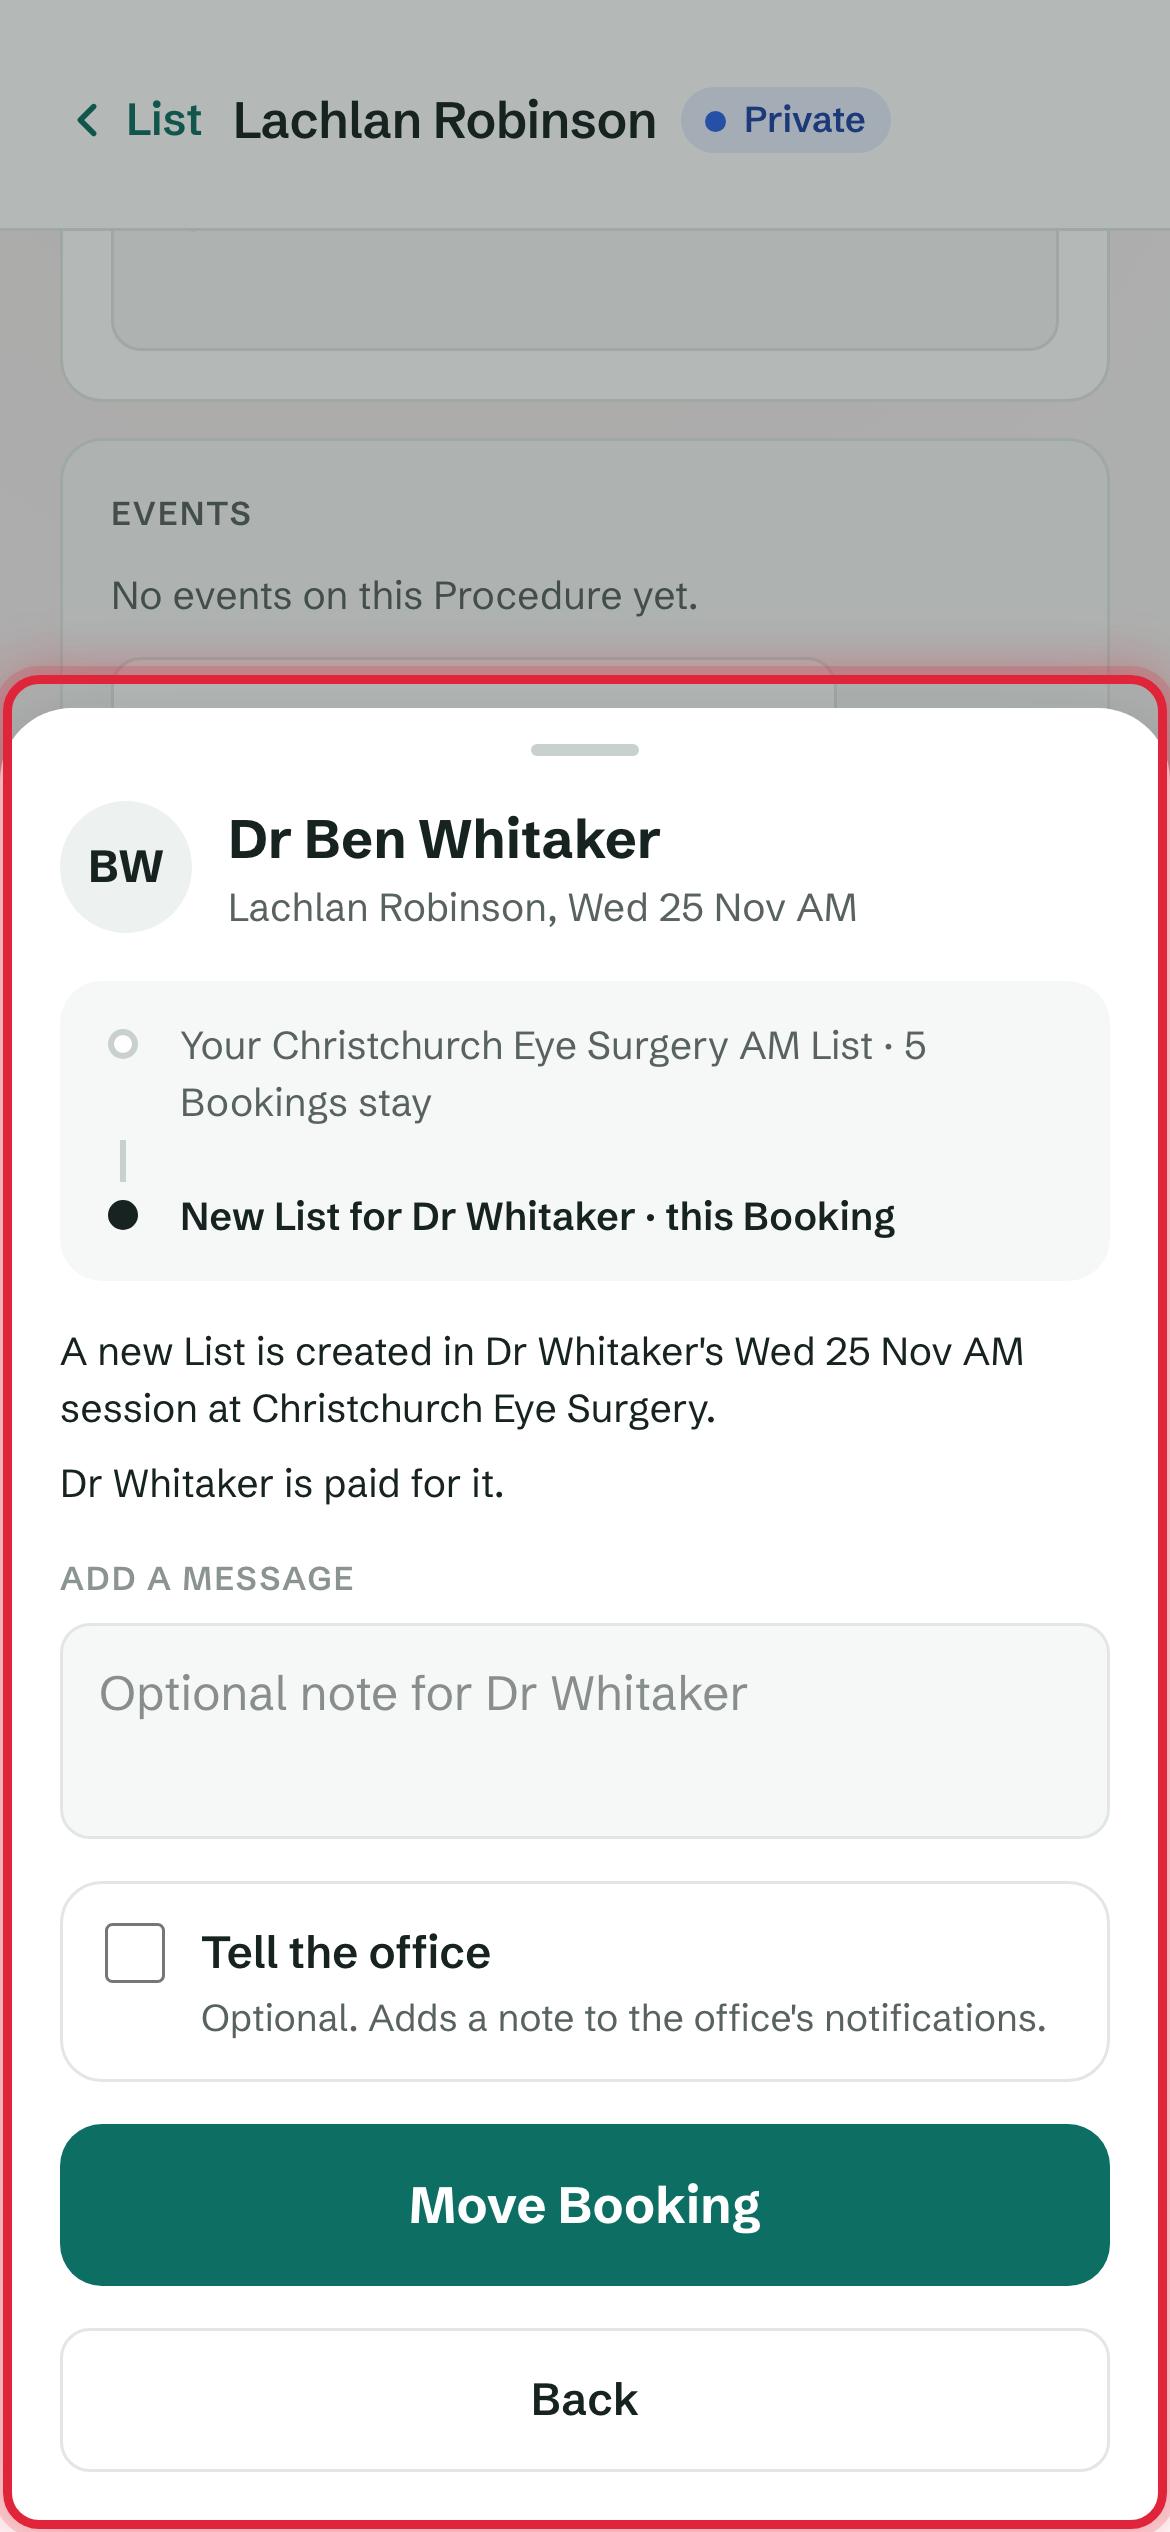 List Lachlan Robinson Private
EVENTS
No events on this Procedure yet.
BW
Dr Ben Whitaker
Lachlan Robinson, Wed 25 Nov AM
Your Christchurch Eye Surgery AM List · 5
Bookings stay
New List for Dr Whitaker · this Booking
A new List is created in Dr Whitaker's Wed 25 Nov AM
session at Christchurch Eye Surgery.
Dr Whitaker is paid for it.
ADD A MESSAGE
Optional note for Dr Whitaker
Tell the office
Optional. Adds a note to the office's notifications.
Move Booking
Back